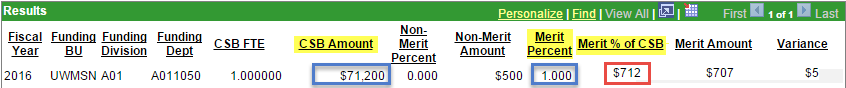 Results
Personalize | Find | View All | First 1 of 1 Last
Fiscal Year Funding BU Funding Division Funding Dept CSB FTE CSB Amount Non-Merit Percent Non-Merit Amount Merit Percent Merit % of CSB Merit Amount Variance
2016 UWMSN A01 A011050 1.000000 $71,200 0.000 $500 1.000 $712 $707 $5